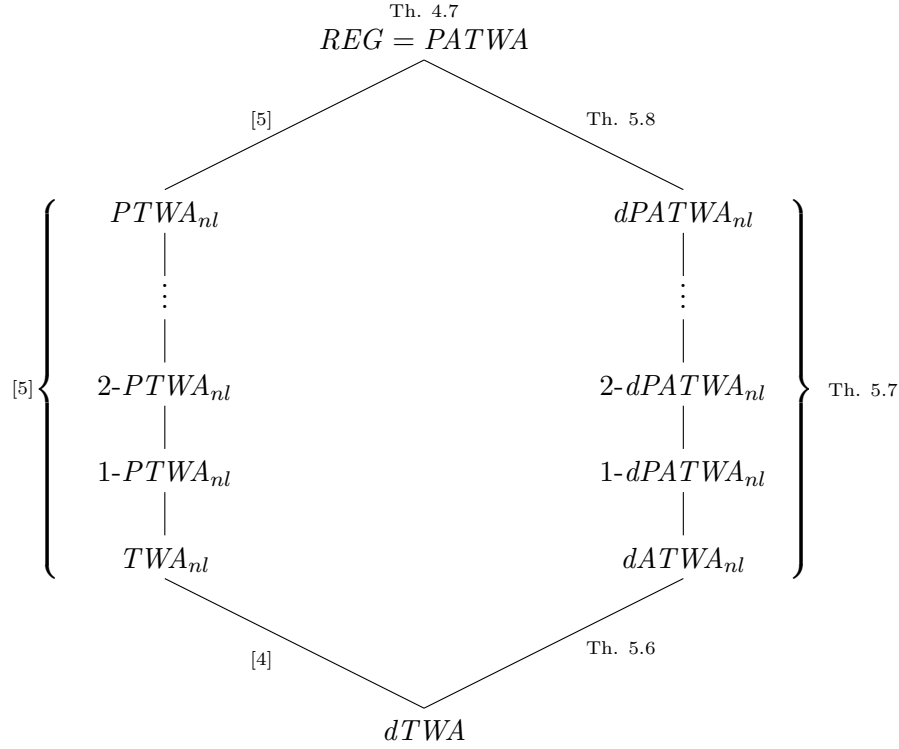 Th. 4.7
REG = PATWA
[5] Th. 5.8
PTWA_nl dPATWA_nl
⋮ ⋮
2-PTWA_nl 2-dPATWA_nl
[5] Th. 5.7
1-PTWA_nl 1-dPATWA_nl
TWA_nl dATWA_nl
[4] Th. 5.6
dTWA